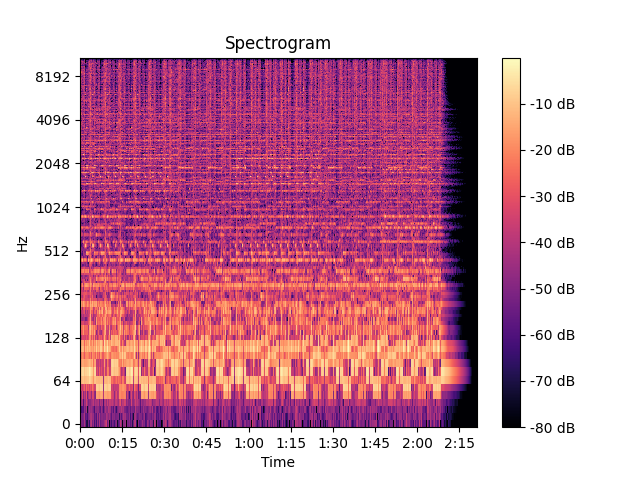 Spectrogram
Hz
8192
4096
2048
1024
512
256
128
64
0
0:00 0:15 0:30 0:45 1:00 1:15 1:30 1:45 2:00 2:15
Time
-10 dB
-20 dB
-30 dB
-40 dB
-50 dB
-60 dB
-70 dB
-80 dB